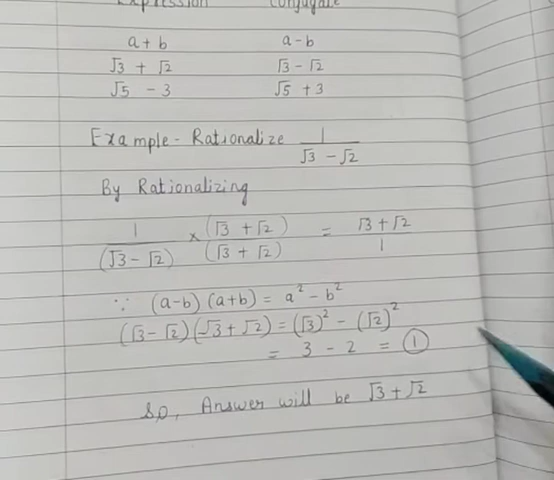 Expression Conjugate
a + b a - b
√3 + √2 √3 - √2
√5 - 3 √5 + 3
Example - Rationalize 1/(√3 - √2)
By Rationalizing
1/(√3 - √2) × (√3 + √2)/(√3 + √2) = (√3 + √2)/1
∵ (a-b) (a+b) = a² - b²
(√3 - √2)(√3 + √2) = (√3)² - (√2)²
= 3 - 2 = ①
So, Answer will be √3 + √2